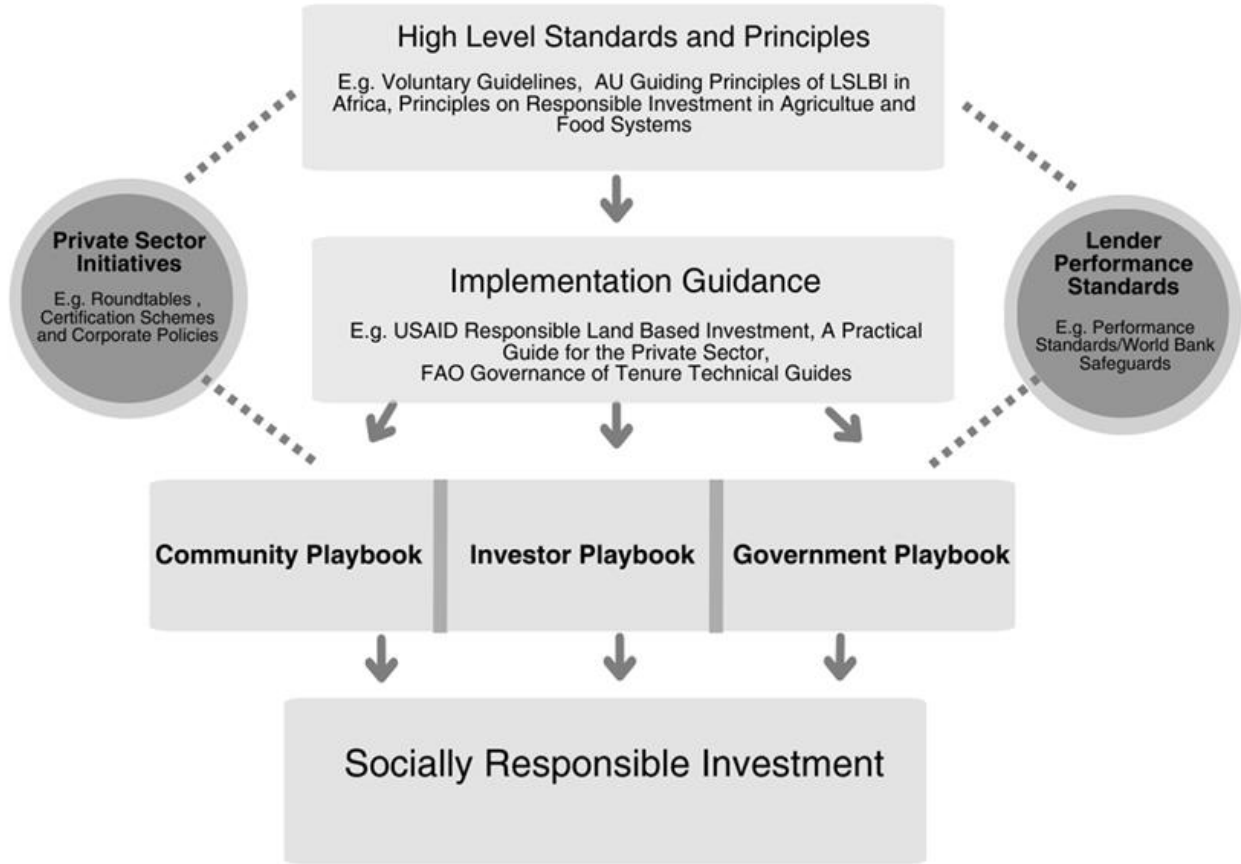 High Level Standards and Principles
E.g. Voluntary Guidelines, AU Guiding Principles of LSLBI in
Africa, Principles on Responsible Investment in Agricultue and
Food Systems
Private Sector
Initiatives
E.g. Roundtables ,
Certification Schemes
and Corporate Policies
Lender
Performance
Standards
E.g. Performance
Standards/World Bank
Safeguards
Implementation Guidance
E.g. USAID Responsible Land Based Investment, A Practical
Guide for the Private Sector,
FAO Governance of Tenure Technical Guides
Community Playbook
Investor Playbook
Government Playbook
Socially Responsible Investment